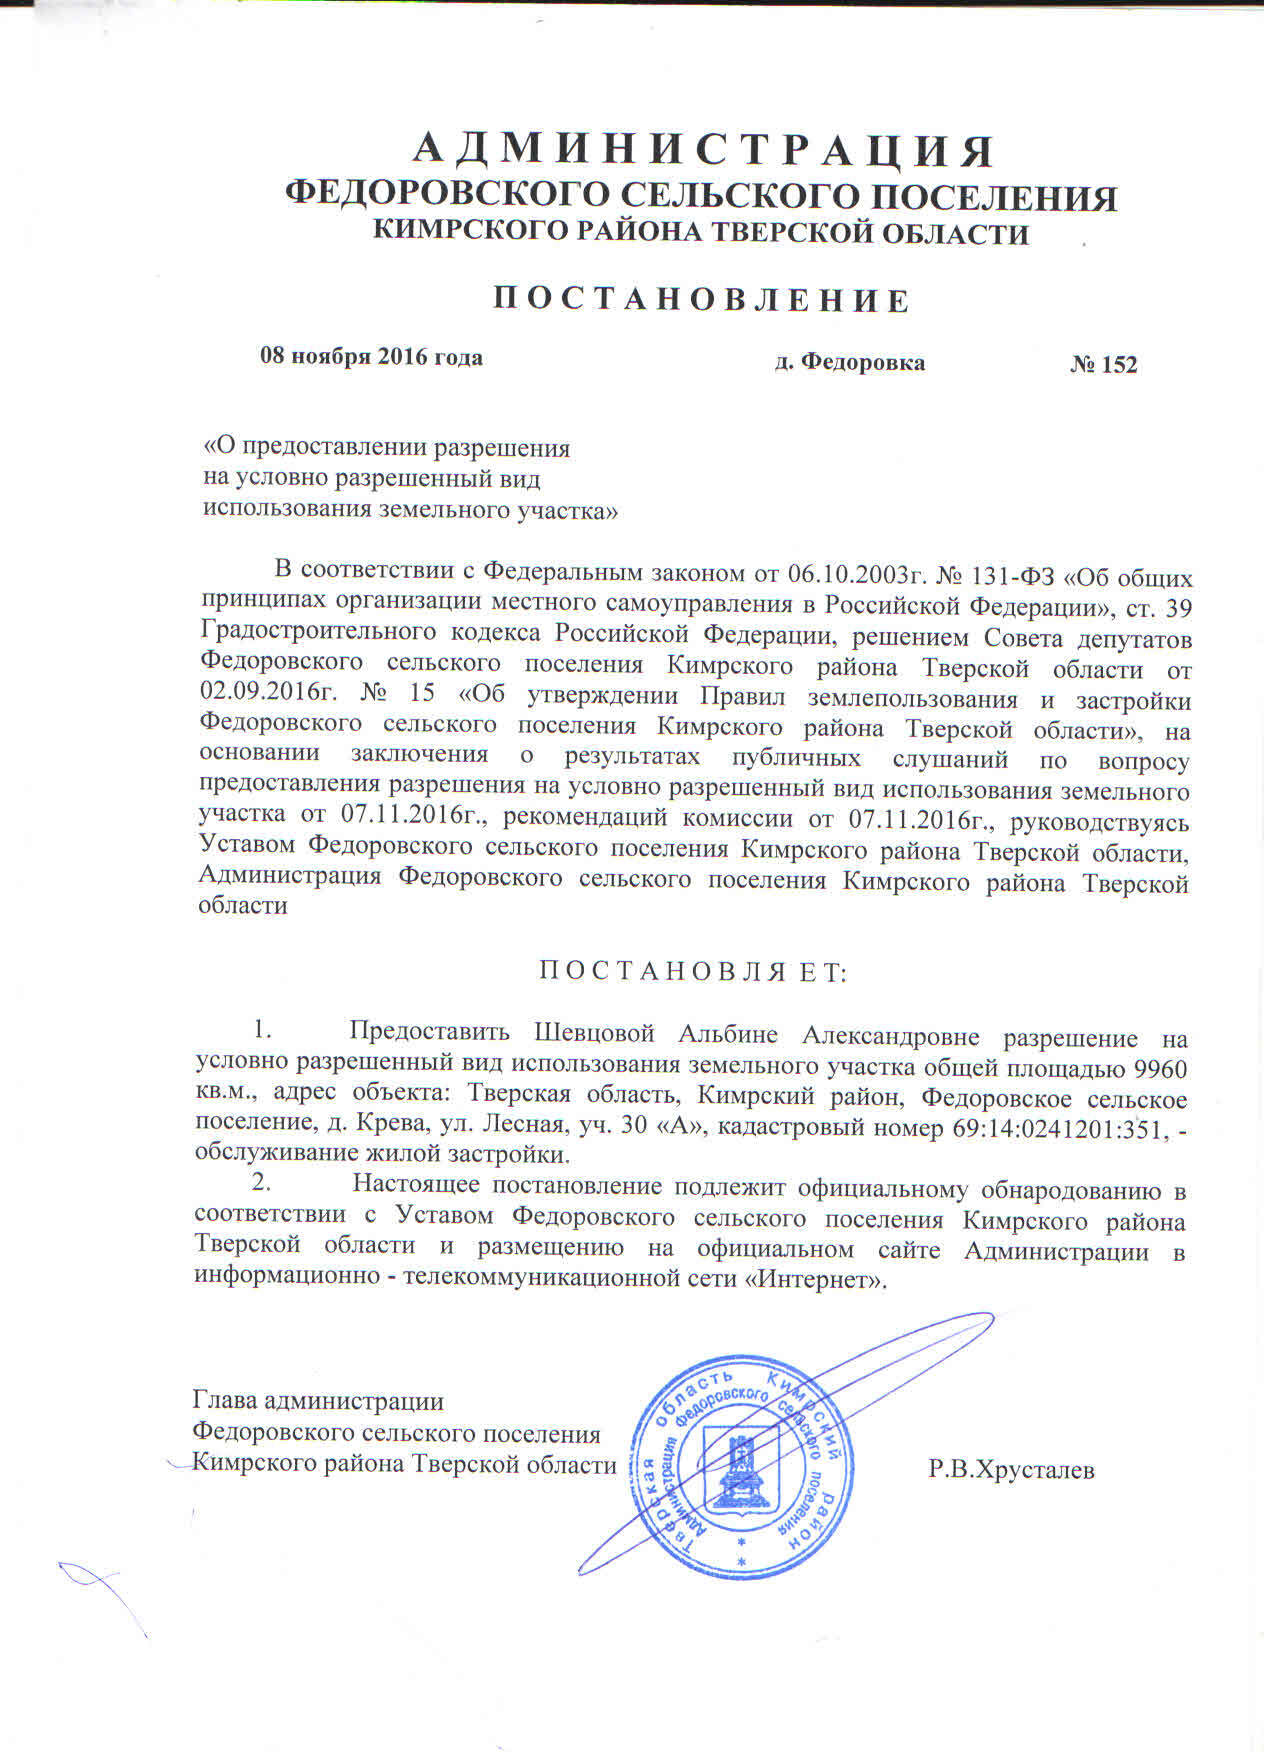 А Д М И Н И С Т Р А Ц И Я
ФЕДОРОВСКОГО СЕЛЬСКОГО ПОСЕЛЕНИЯ
КИМРСКОГО РАЙОНА ТВЕРСКОЙ ОБЛАСТИ
П О С Т А Н О В Л Е Н И Е
08 ноября 2016 года д. Федоровка № 152
«О предоставлении разрешения
на условно разрешенный вид
использования земельного участка»
В соответствии с Федеральным законом от 06.10.2003г. № 131-ФЗ «Об общих
принципах организации местного самоуправления в Российской Федерации», ст. 39
Градостроительного кодекса Российской Федерации, решением Совета депутатов
Федоровского сельского поселения Кимрского района Тверской области от
02.09.2016г. № 15 «Об утверждении Правил землепользования и застройки
Федоровского сельского поселения Кимрского района Тверской области», на
основании заключения о результатах публичных слушаний по вопросу
предоставления разрешения на условно разрешенный вид использования земельного
участка от 07.11.2016г., рекомендаций комиссии от 07.11.2016г., руководствуясь
Уставом Федоровского сельского поселения Кимрского района Тверской области,
Администрация Федоровского сельского поселения Кимрского района Тверской
области
П О С Т А Н О В Л Я Е Т:
1. Предоставить Шевцовой Альбине Александровне разрешение на
условно разрешенный вид использования земельного участка общей площадью 9960
кв.м., адрес объекта: Тверская область, Кимрский район, Федоровское сельское
поселение, д. Крева, ул. Лесная, уч. 30 «А», кадастровый номер 69:14:0241201:351, -
обслуживание жилой застройки.
2. Настоящее постановление подлежит официальному обнародованию в
соответствии с Уставом Федоровского сельского поселения Кимрского района
Тверской области и размещению на официальном сайте Администрации в
информационно - телекоммуникационной сети «Интернет».
Глава администрации
Федоровского сельского поселения
Кимрского района Тверской области Р.В.Хрусталев
Тверская область Кимрский район
Администрация Федоровского сельского поселения